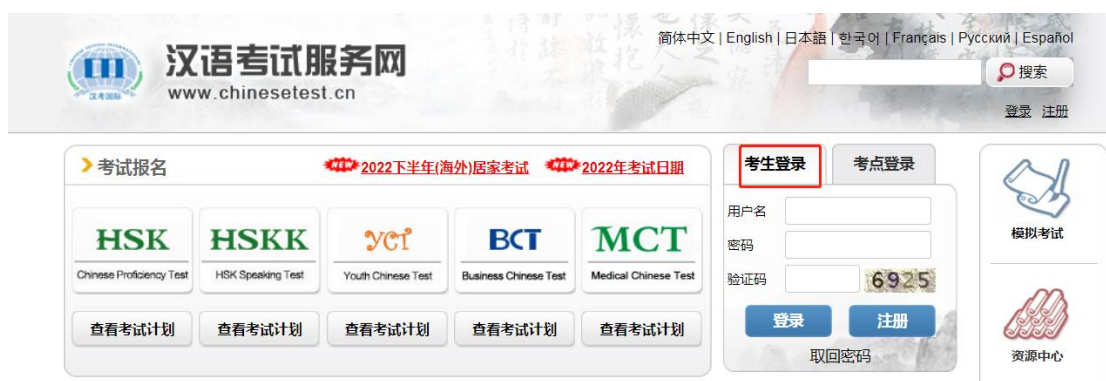 简体中文 | English | 日本語 | 한국어 | Français | Русский | Español
汉语考试服务网
www.chinesetest.cn
汉考国际
搜索
登录 注册
考试报名
NEW 2022下半年(海外)居家考试 NEW 2022年考试日期
HSK HSKK YCT BCT MCT
Chinese Proficiency Test HSK Speaking Test Youth Chinese Test Business Chinese Test Medical Chinese Test
查看考试计划 查看考试计划 查看考试计划 查看考试计划 查看考试计划
考生登录 考点登录
用户名
密码
验证码 6925
登录 注册
取回密码
模拟考试
资源中心